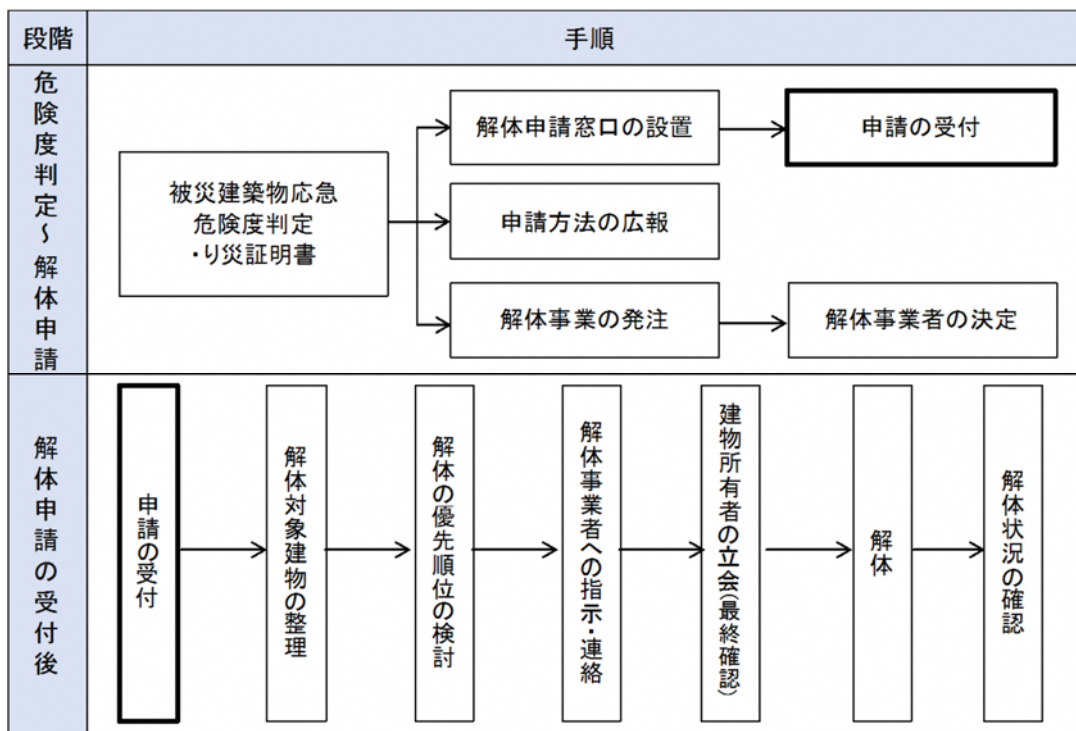 段階
手順
危険度判定～解体申請
被災建築物応急
危険度判定
・り災証明書
解体申請窓口の設置
申請の受付
申請方法の広報
解体事業の発注
解体事業者の決定
解体申請の受付後
申請の受付
解体対象建物の整理
解体の優先順位の検討
解体事業者への指示・連絡
建物所有者の立会(最終確認)
解体
解体状況の確認